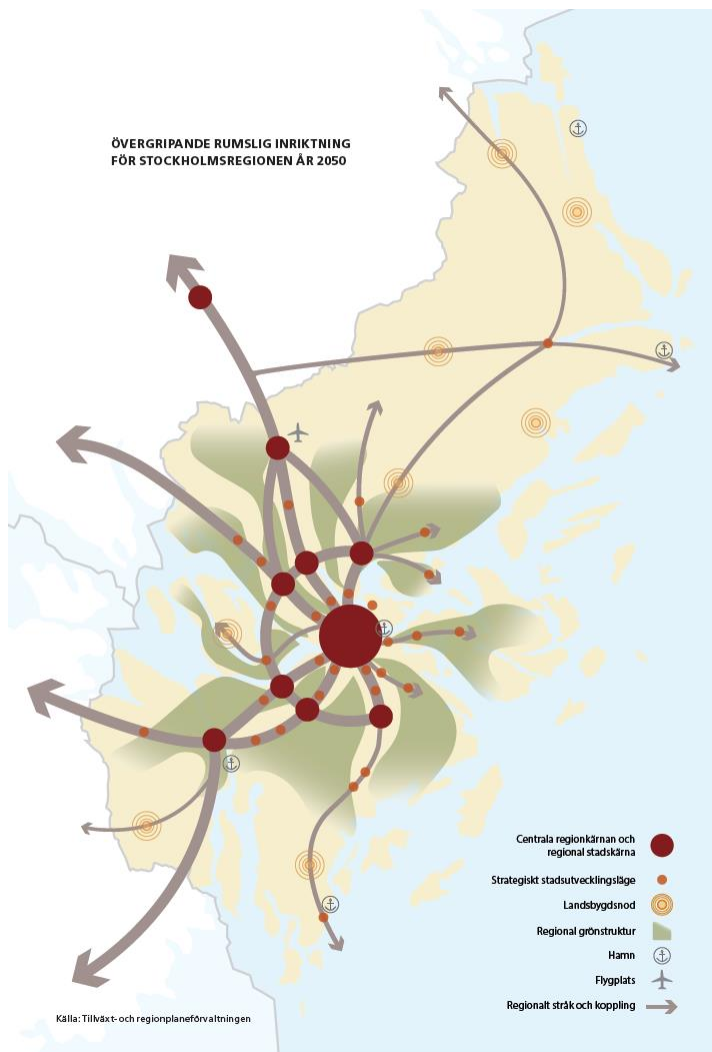 ÖVERGRIPANDE RUMSLIG INRIKTNING
FÖR STOCKHOLMSREGIONEN ÅR 2050
Centrala regionkärnan och
regional stadskärna
Strategiskt stadsutvecklingsläge
Landsbygdsnod
Regional grönstruktur
Hamn
Flygplats
Regionalt stråk och koppling
Källa: Tillväxt- och regionplaneförvaltningen